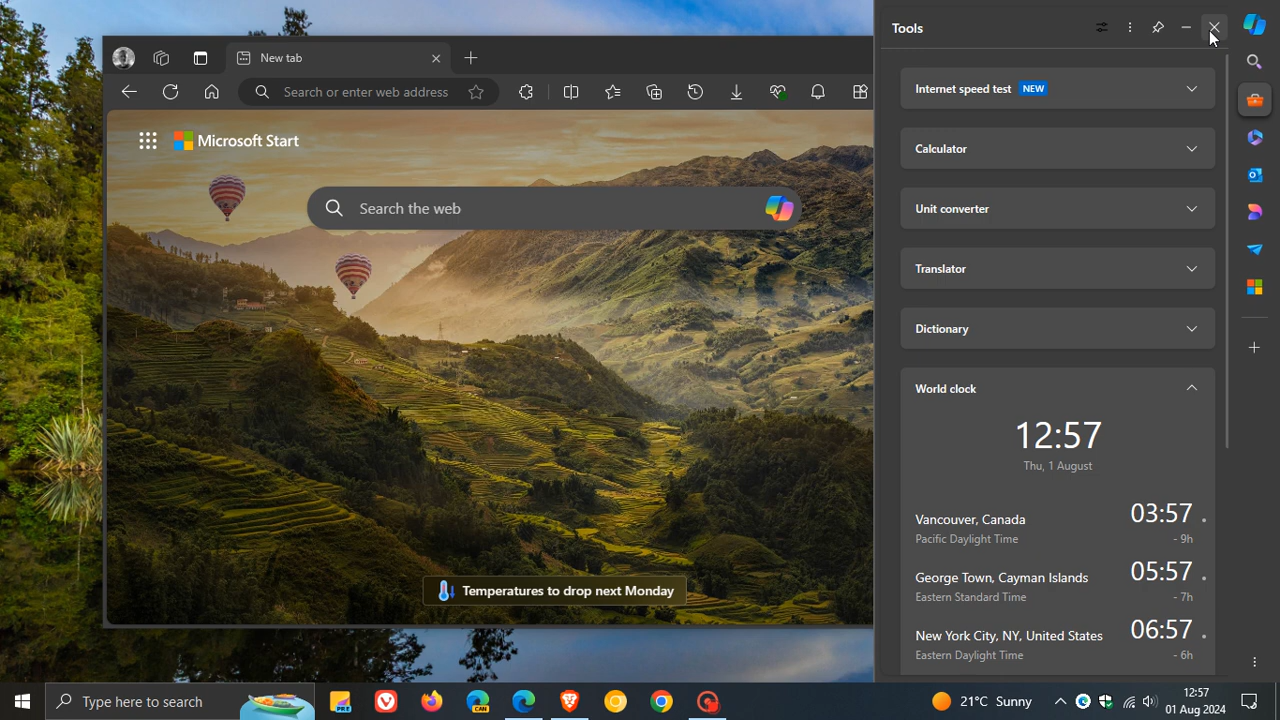 New tab
Search or enter web address
Microsoft Start
Search the web
Temperatures to drop next Monday
Tools
Internet speed test NEW
Calculator
Unit converter
Translator
Dictionary
World clock
12:57
Thu, 1 August
Vancouver, Canada 03:57
Pacific Daylight Time - 9h
George Town, Cayman Islands 05:57
Eastern Standard Time - 7h
New York City, NY, United States 06:57
Eastern Daylight Time - 6h
Type here to search
PRE
CAN
21°C Sunny
12:57
01 Aug 2024